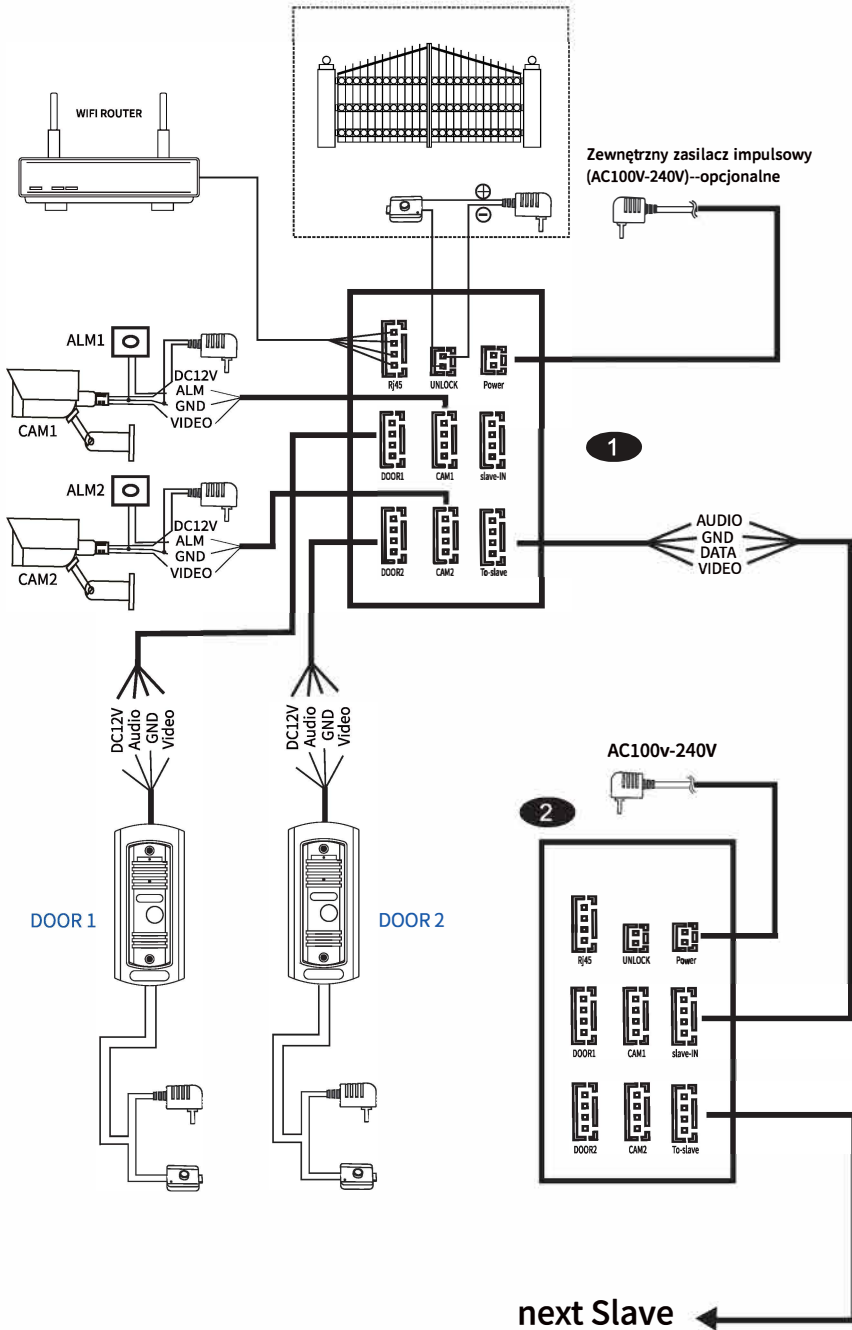 WIFI ROUTER
Zewnętrzny zasilacz impulsowy
(AC100V-240V)--opcjonalne
+
−
ALM1
DC12V
ALM
GND
VIDEO
CAM1
Rj45
UNLOCK
Power
DOOR1
CAM1
slave-IN
1
ALM2
DC12V
ALM
GND
VIDEO
CAM2
DOOR2
CAM2
To-slave
AUDIO
GND
DATA
VIDEO
DC12V
Audio
GND
Video
DC12V
Audio
GND
Video
DOOR 1
DOOR 2
AC100v-240V
2
Rj45
UNLOCK
Power
DOOR1
CAM1
slave-IN
DOOR2
CAM2
To-slave
next Slave